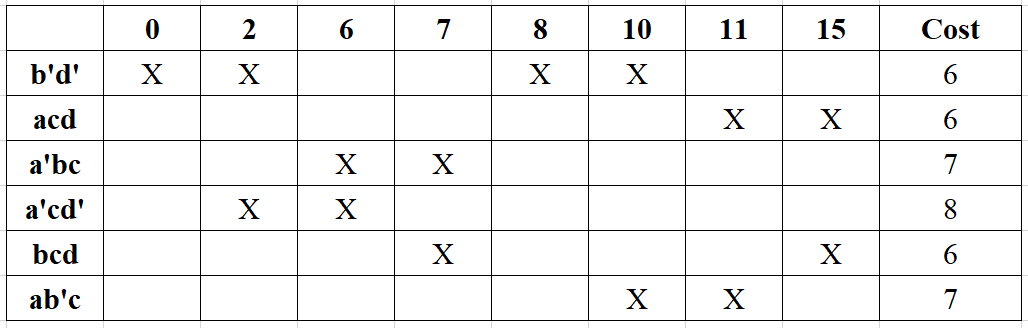 0 2 6 7 8 10 11 15 Cost
b'd' X X X X 6
acd X X 6
a'bc X X 7
a'cd' X X 8
bcd X X 6
ab'c X X 7